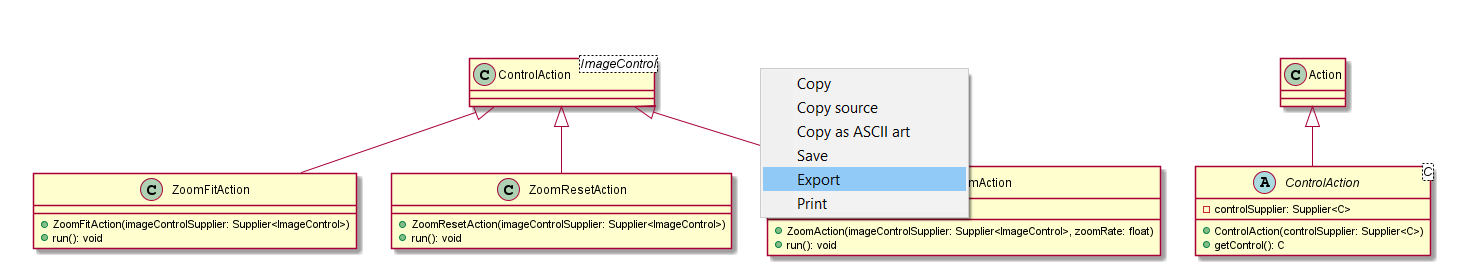 C ControlAction
ImageControl
C Action
Copy
Copy source
Copy as ASCII art
Save
Export
Print
C ZoomFitAction
ZoomFitAction(imageControlSupplier: Supplier<ImageControl>)
run(): void
C ZoomResetAction
ZoomResetAction(imageControlSupplier: Supplier<ImageControl>)
run(): void
mAction
ZoomAction(imageControlSupplier: Supplier<ImageControl>, zoomRate: float)
run(): void
A ControlAction
C
controlSupplier: Supplier<C>
ControlAction(controlSupplier: Supplier<C>)
getControl(): C